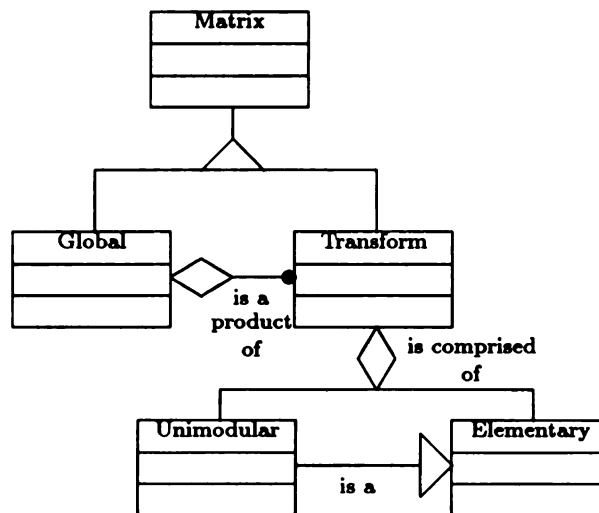 Matrix
Global
Transform
is a
product
of
is comprised
of
Unimodular
Elementary
is a